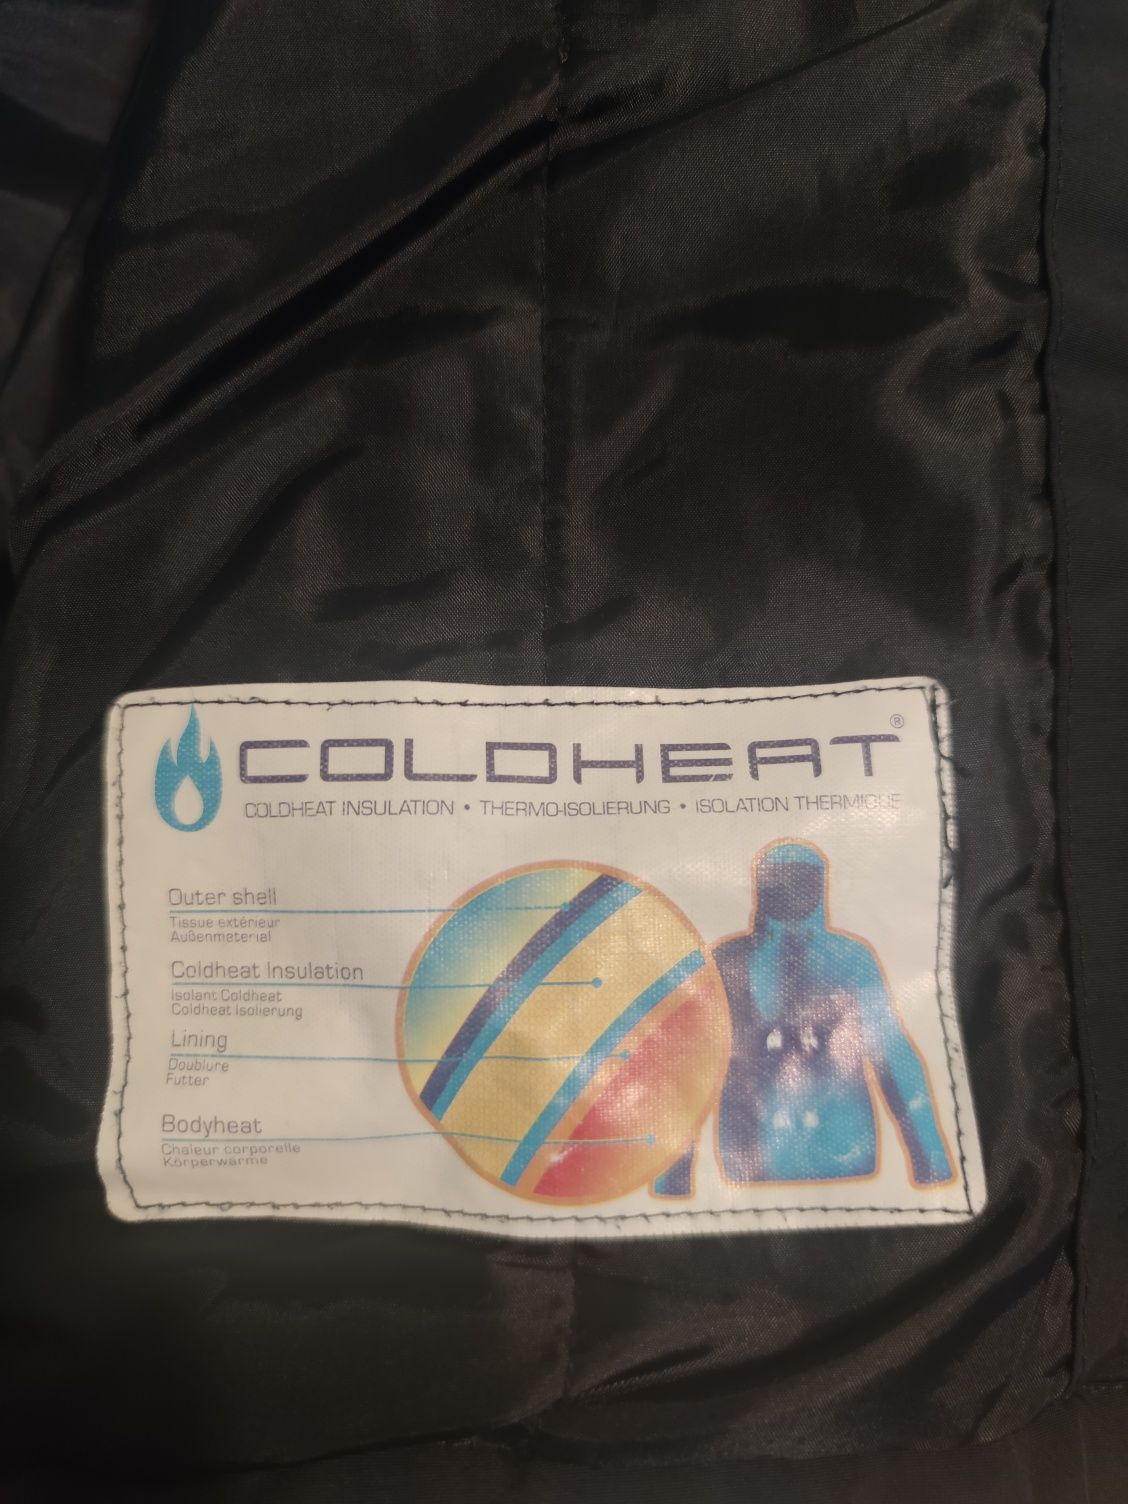 COLDHEAT®
COLDHEAT INSULATION • THERMO-ISOLIERUNG • ISOLATION THERMIQUE
Outer shell
Tissue extérieur
Außenmaterial
Coldheat Insulation
Isolant Coldheat
Coldheat Isolierung
Lining
Doublure
Futter
Bodyheat
Chaleur corporelle
Körperwärme